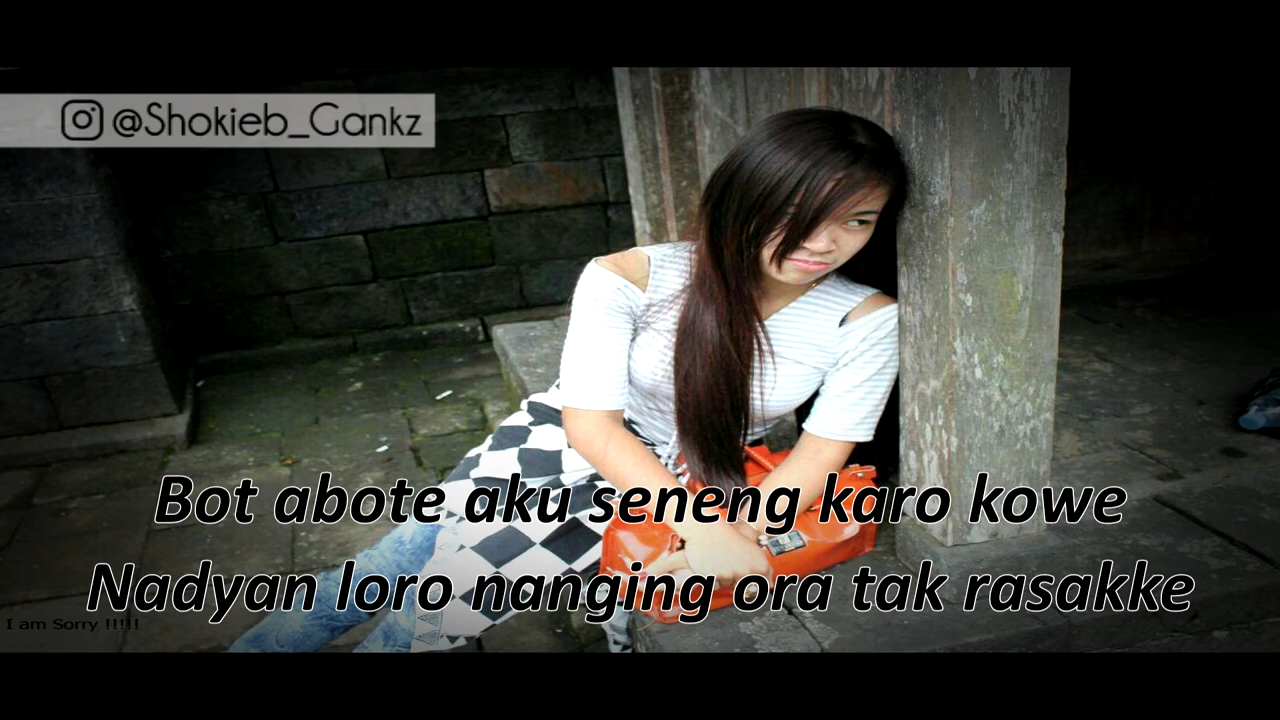 @Shokieb_Gankz
Bot abote aku seneng karo kowe
Nadyan loro nanging ora tak rasakke
I am Sorry !!!!!